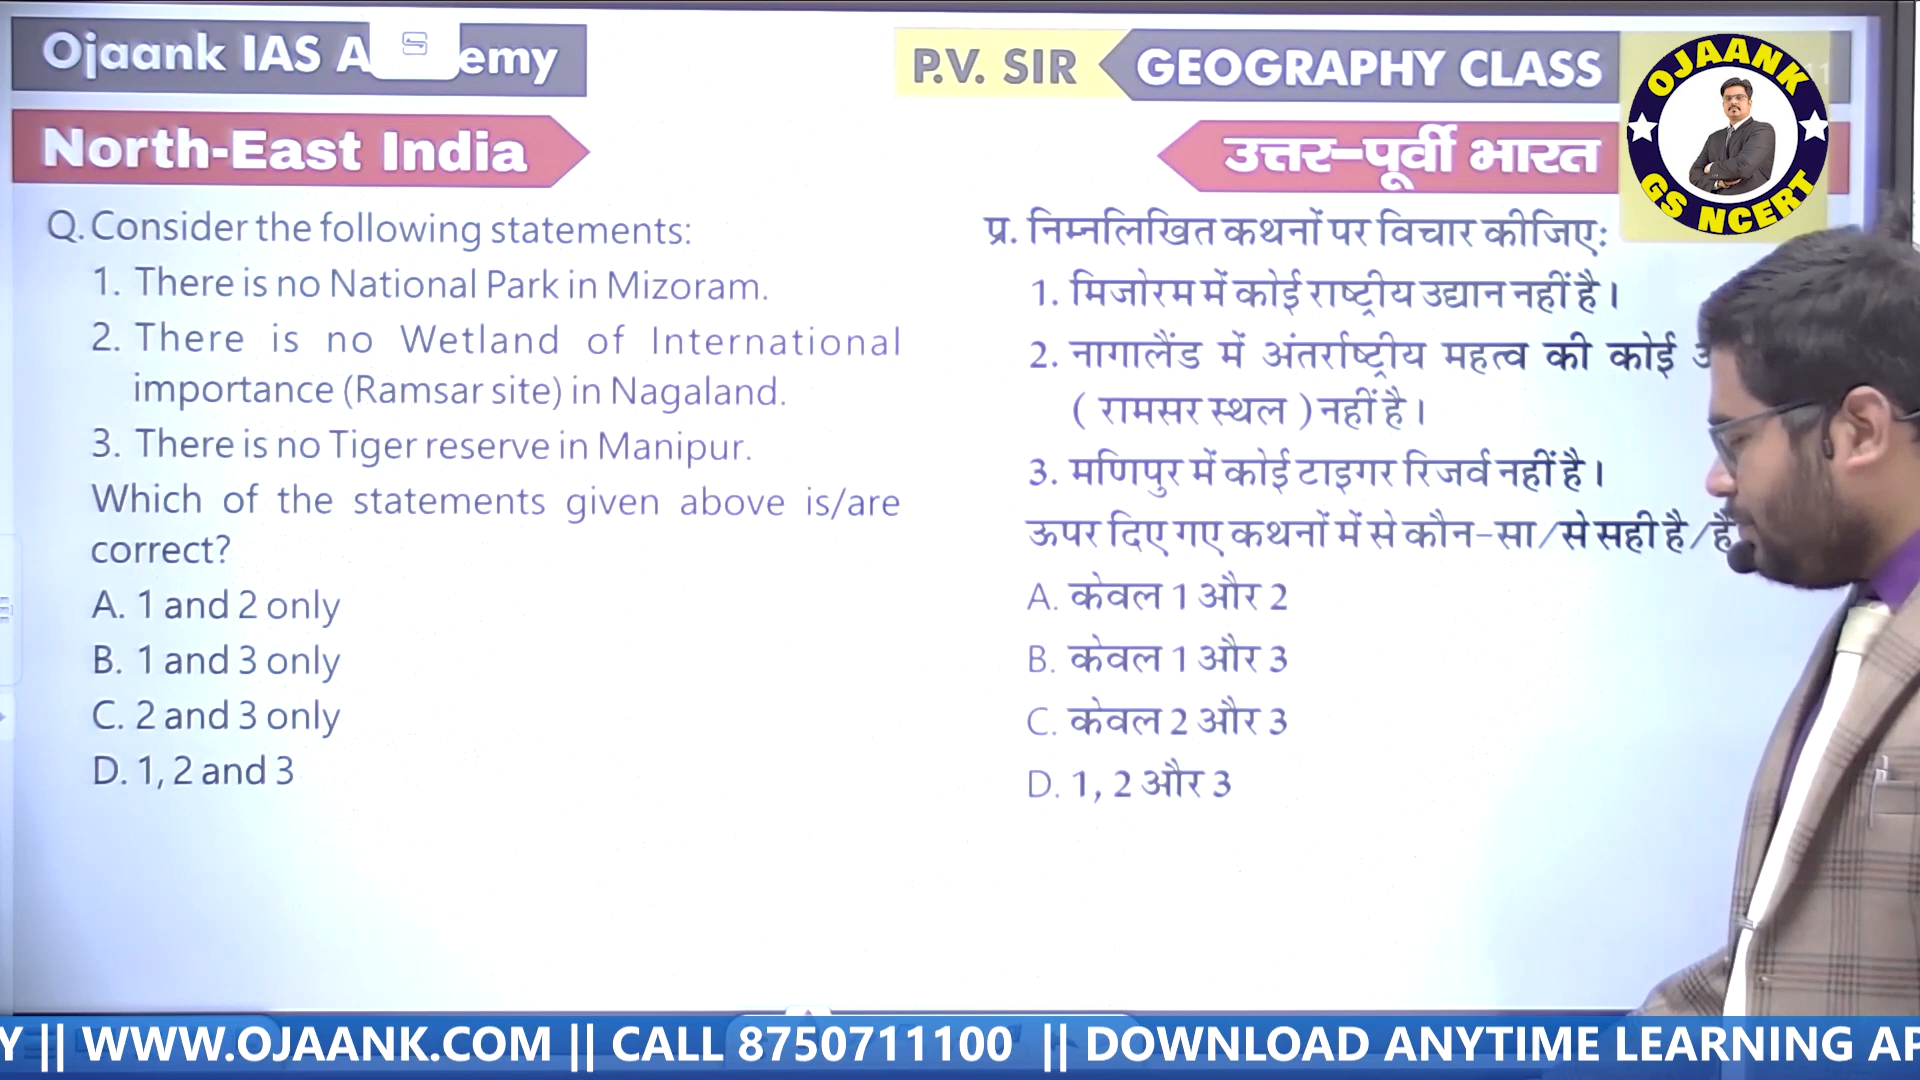 Ojaank IAS A emy
P.V. SIR
GEOGRAPHY CLASS
OJAANK
GS NCERT
North-East India
उत्तर-पूर्वी भारत
Q. Consider the following statements:
1. There is no National Park in Mizoram.
2. There is no Wetland of International
importance (Ramsar site) in Nagaland.
3. There is no Tiger reserve in Manipur.
Which of the statements given above is/are
correct?
A. 1 and 2 only
B. 1 and 3 only
C. 2 and 3 only
D. 1, 2 and 3
प्र. निम्नलिखित कथनों पर विचार कीजिए:
1. मिजोरम में कोई राष्ट्रीय उद्यान नहीं है।
2. नागालैंड में अंतर्राष्ट्रीय महत्व की कोई
( रामसर स्थल ) नहीं है।
3. मणिपुर में कोई टाइगर रिजर्व नहीं है।
ऊपर दिए गए कथनों में से कौन-सा/से सही है/हैं
A. केवल 1 और 2
B. केवल 1 और 3
C. केवल 2 और 3
D. 1, 2 और 3
Y || WWW.OJAANK.COM || CALL 8750711100 || DOWNLOAD ANYTIME LEARNING AP